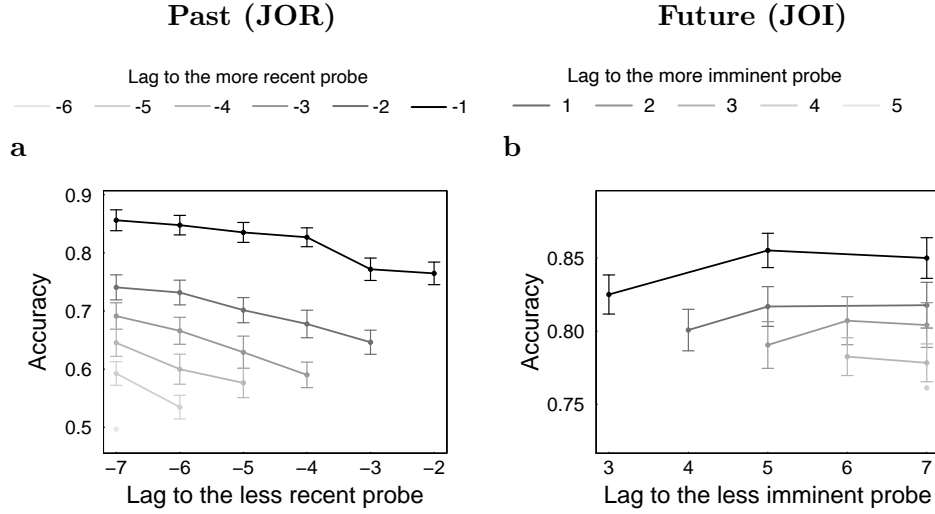 Past (JOR)
Future (JOI)
Lag to the more recent probe
-6 -5 -4 -3 -2 -1
Lag to the more imminent probe
1 2 3 4 5
a
b
Accuracy
0.9
0.8
0.7
0.6
0.5
−7 −6 −5 −4 −3 −2
Lag to the less recent probe
Accuracy
0.85
0.80
0.75
3 4 5 6 7
Lag to the less imminent probe